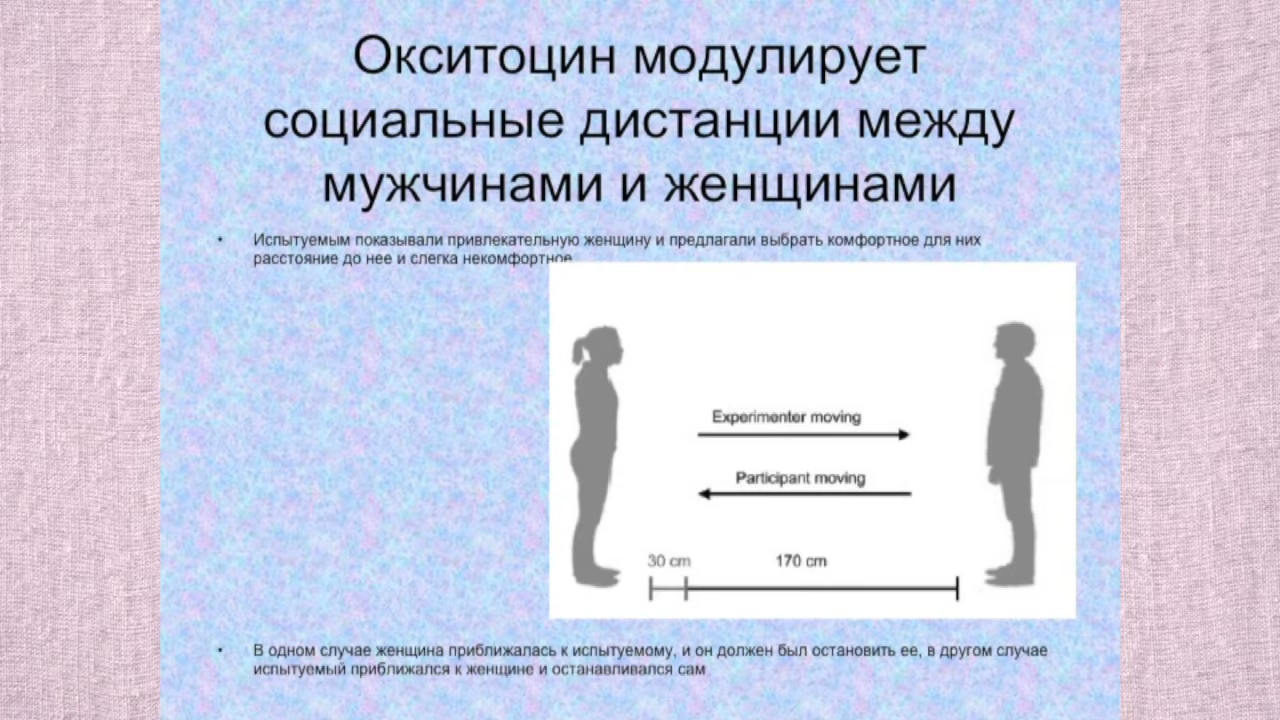 Окситоцин модулирует
социальные дистанции между
мужчинами и женщинами
• Испытуемым показывали привлекательную женщину и предлагали выбрать комфортное для них
расстояние до нее и слегка некомфортное
Experimenter moving
Participant moving
30 cm 170 cm
• В одном случае женщина приближалась к испытуемому, и он должен был остановить ее, в другом случае
испытуемый приближался к женщине и останавливался сам